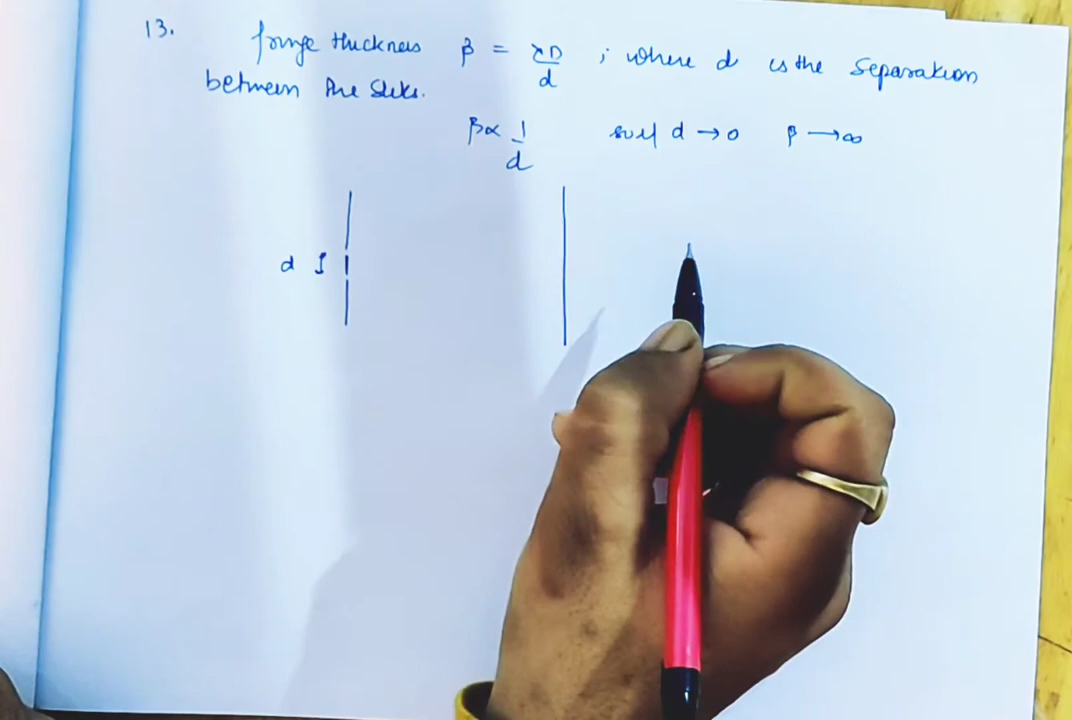 13. fringe thickness β = λD/d ; where d is the separation
between the slits.
β∝ 1/d so if d → 0 β → ∞
d